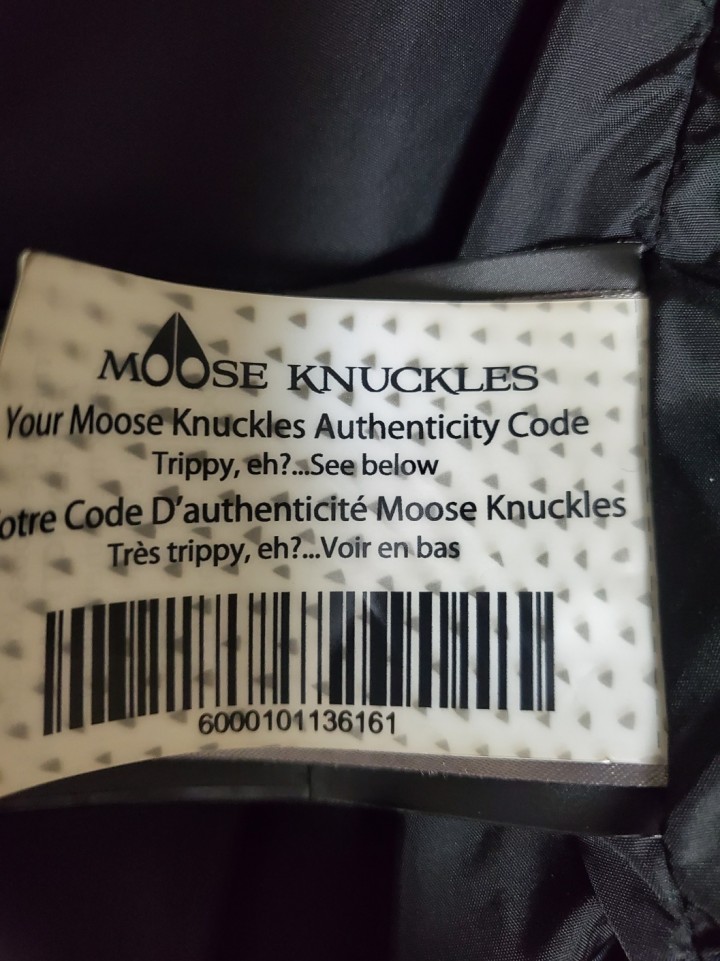 MOOSE KNUCKLES
Your Moose Knuckles Authenticity Code
Trippy, eh?...See below
otre Code D'authenticité Moose Knuckles
Très trippy, eh?...Voir en bas
6000101136161